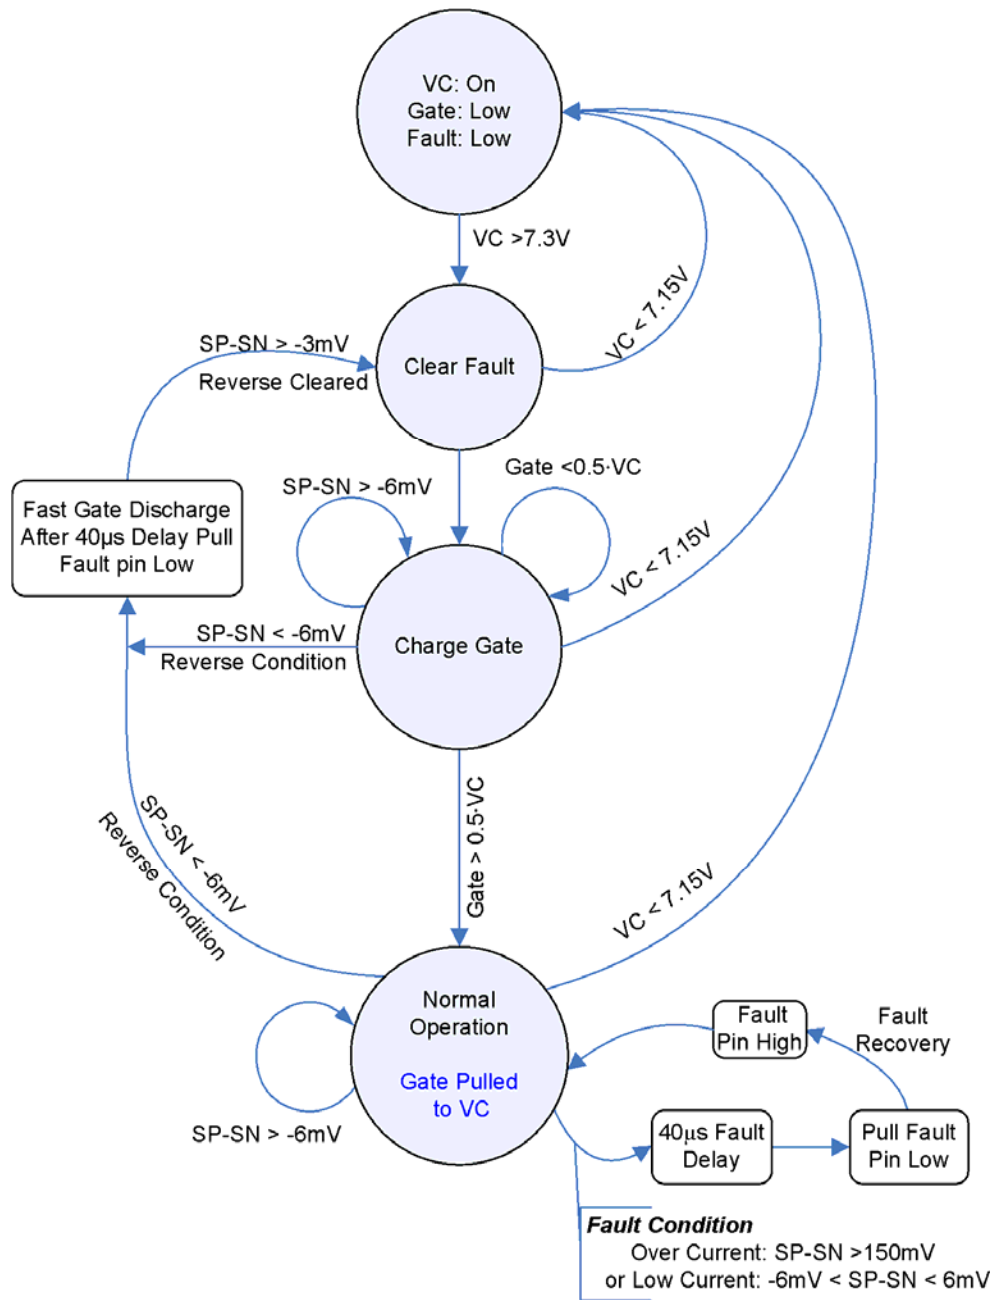 VC: On
Gate: Low
Fault: Low
VC >7.3V
VC < 7.15V
SP-SN > -3mV
Reverse Cleared
Clear Fault
Gate <0.5·VC
SP-SN > -6mV
Fast Gate Discharge
After 40µs Delay Pull
Fault pin Low
VC < 7.15V
SP-SN < -6mV
Reverse Condition
Charge Gate
Gate > 0.5·VC
SP-SN < -6mV
Reverse Condition
VC < 7.15V
Normal
Operation
Gate Pulled
to VC
SP-SN > -6mV
Fault
Pin High
Fault
Recovery
40µs Fault
Delay
Pull Fault
Pin Low
Fault Condition
Over Current: SP-SN >150mV
or Low Current: -6mV < SP-SN < 6mV